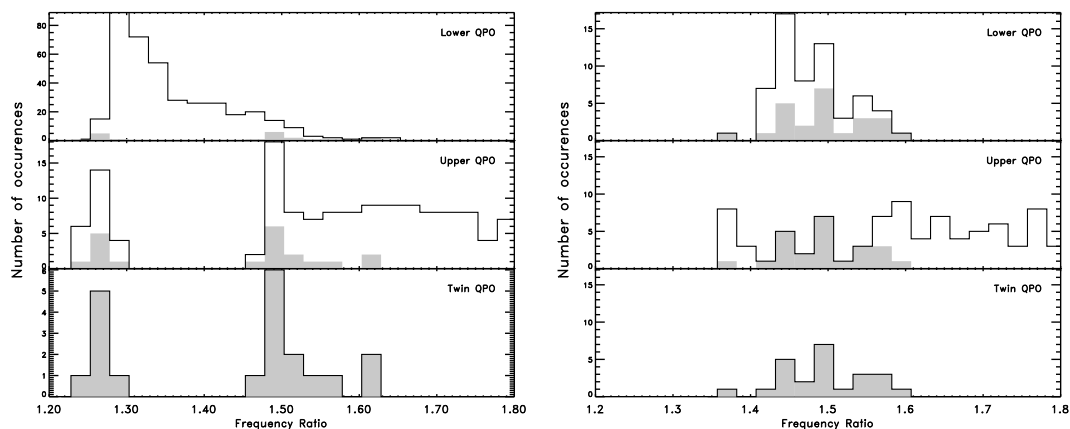 Number of occurences
80
60
40
20
0
Lower QPO
15
10
5
0
Upper QPO
6
5
4
3
2
1
0
Twin QPO
1.20 1.30 1.40 1.50 1.60 1.70 1.80
Frequency Ratio
Number of occurences
15
10
5
0
Lower QPO
15
10
5
0
Upper QPO
15
10
5
0
Twin QPO
1.2 1.3 1.4 1.5 1.6 1.7 1.8
Frequency Ratio